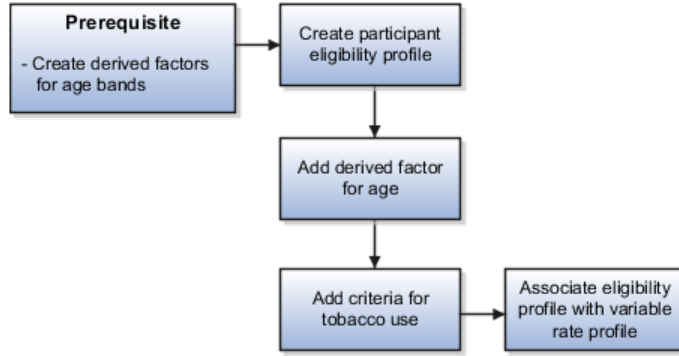 Prerequisite
- Create derived factors
for age bands
Create participant
eligibility profile
Add derived factor
for age
Add criteria for
tobacco use
Associate eligibility
profile with variable
rate profile